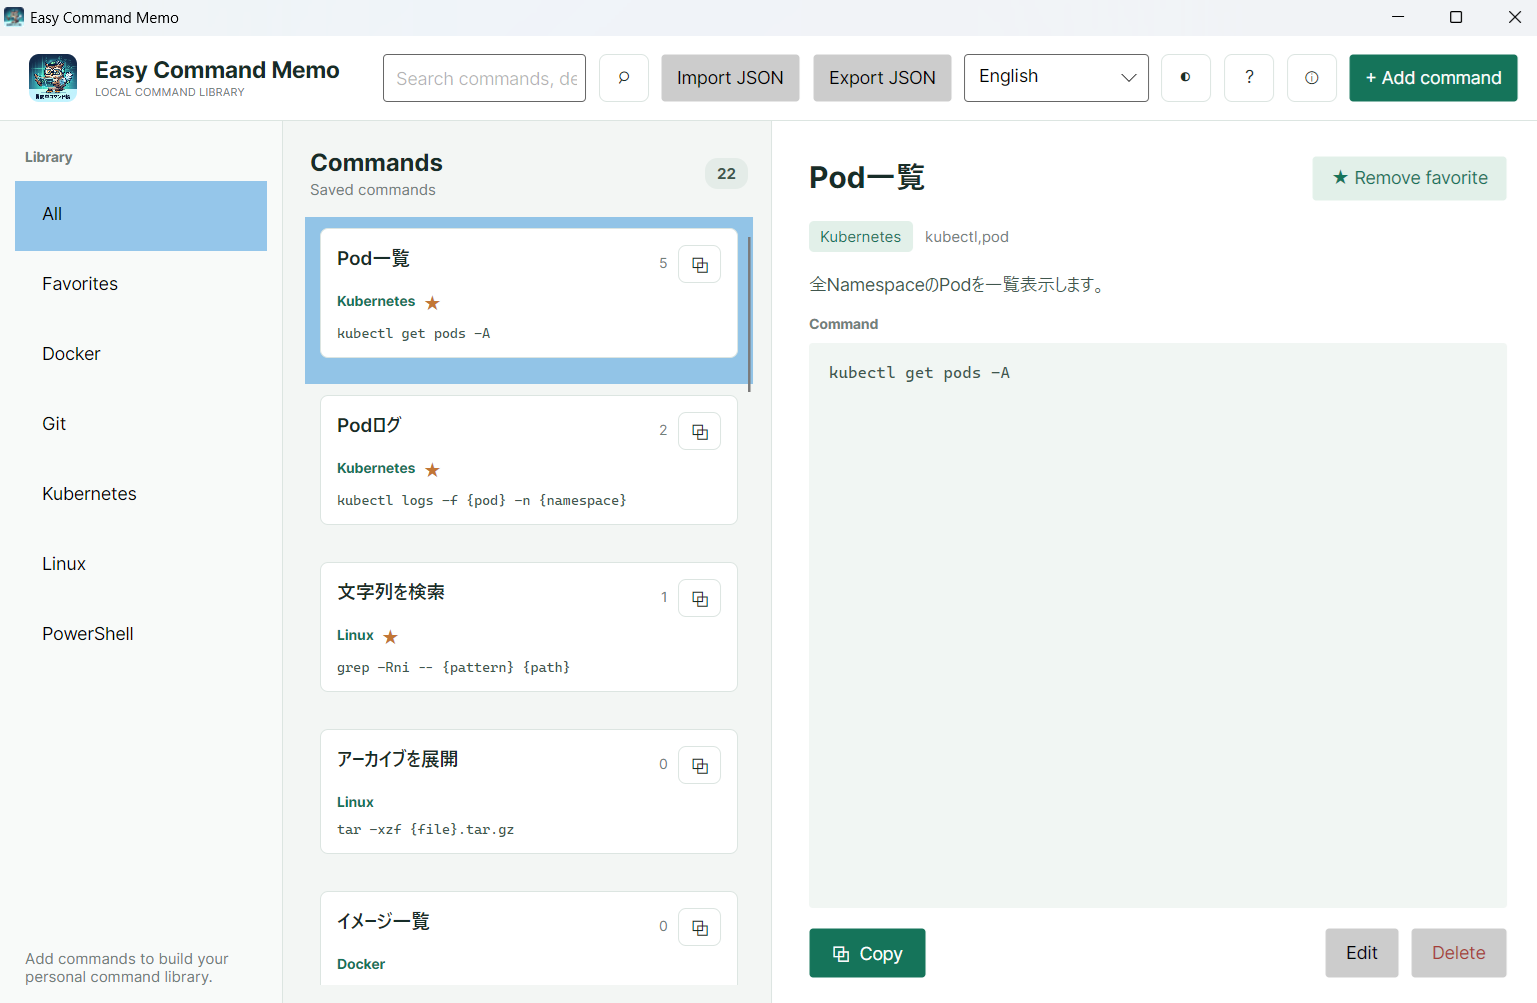 Easy Command Memo
Easy Command Memo
LOCAL COMMAND LIBRARY
Search commands, de
Import JSON
Export JSON
English
?
+ Add command
Library
All
Favorites
Docker
Git
Kubernetes
Linux
PowerShell
Add commands to build your
personal command library.
Commands
Saved commands
22
Pod一覧
5
Kubernetes ★
kubectl get pods -A
Podログ
2
Kubernetes ★
kubectl logs -f {pod} -n {namespace}
文字列を検索
1
Linux ★
grep -Rni -- {pattern} {path}
アーカイブを展開
0
Linux
tar -xzf {file}.tar.gz
イメージ一覧
0
Docker
Pod一覧
★ Remove favorite
Kubernetes
kubectl,pod
全NamespaceのPodを一覧表示します。
Command
kubectl get pods -A
Copy
Edit
Delete